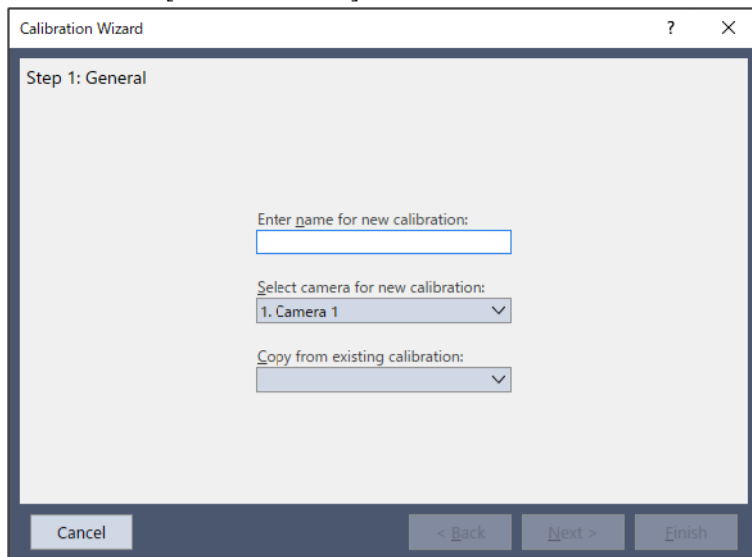 Calibration Wizard ?
Step 1: General
Enter name for new calibration:
Select camera for new calibration:
1. Camera 1
Copy from existing calibration:
Cancel < Back Next > Finish